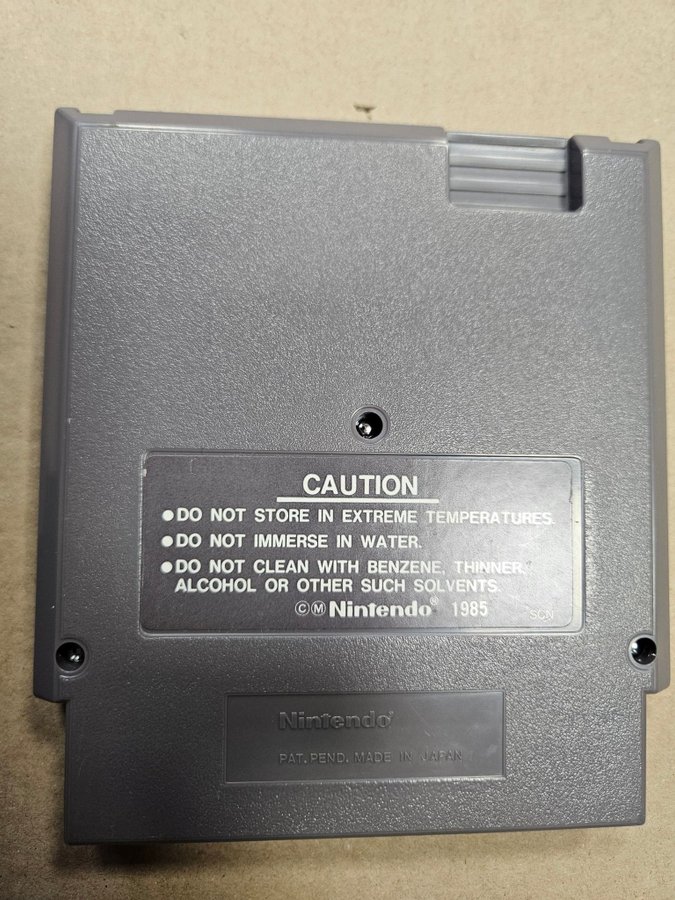 CAUTION
●DO NOT STORE IN EXTREME TEMPERATURES.
●DO NOT IMMERSE IN WATER.
●DO NOT CLEAN WITH BENZENE, THINNER,
ALCOHOL OR OTHER SUCH SOLVENTS.
ⒸⓂ Nintendo® 1985 SCN
Nintendo®
PAT. PEND. MADE IN JAPAN